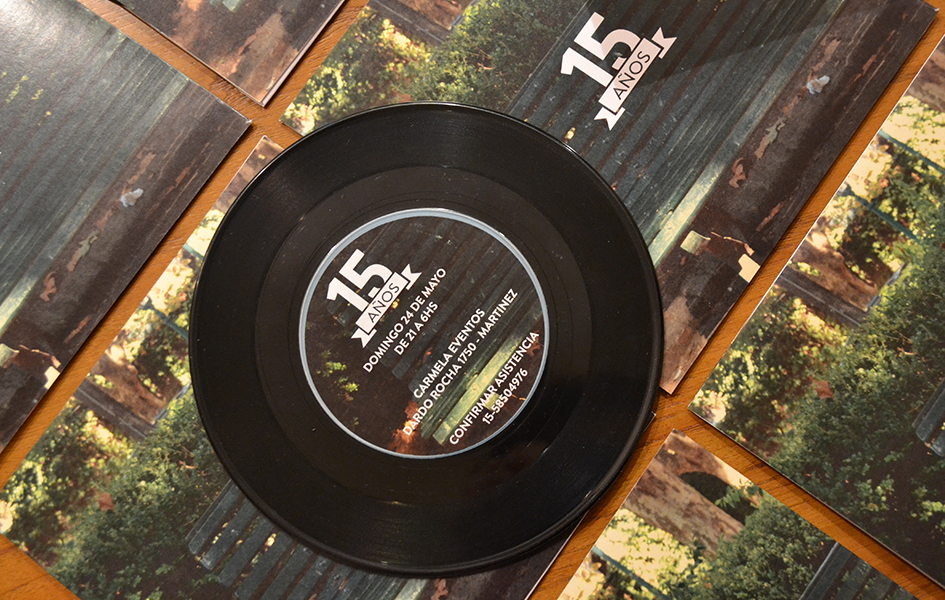 15
AÑOS
15
AÑOS
DOMINGO 24 DE MAYO
DE 21 A 6HS
CARMELA EVENTOS
DARDO ROCHA 1750 - MARTINEZ
CONFIRMAR ASISTENCIA
15-58504976